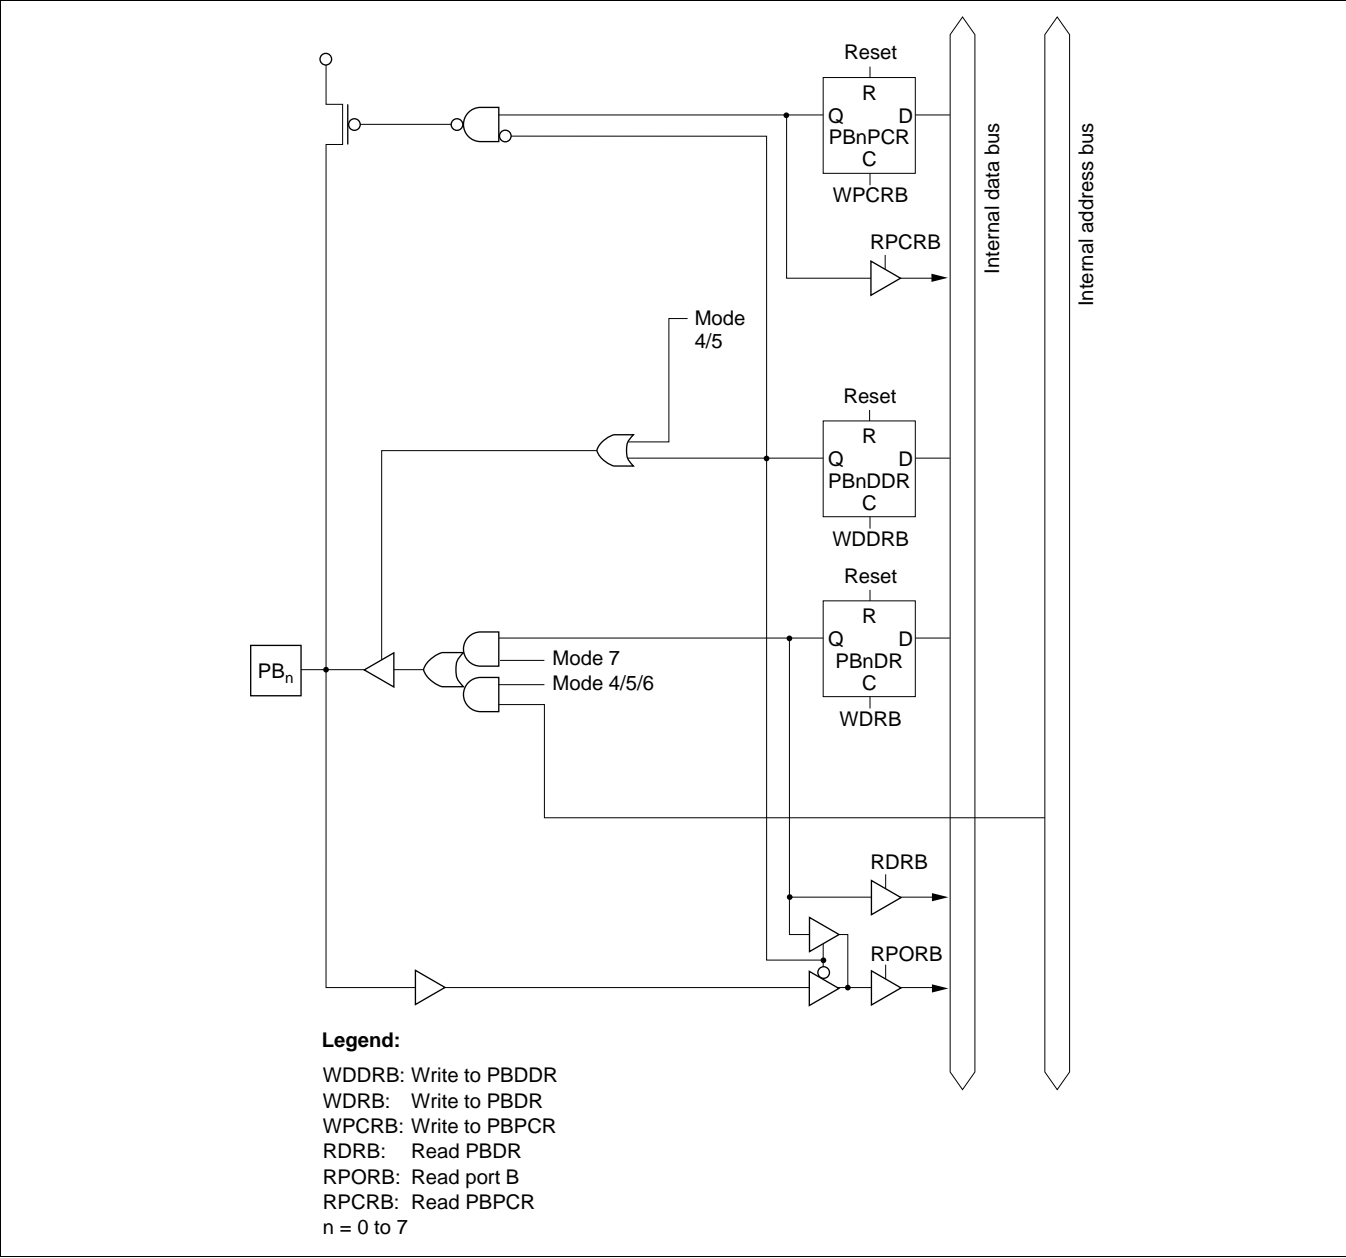 Reset
R
Q D
PBnPCR
C
WPCRB
RPCRB
Internal data bus
Internal address bus
Mode
4/5
Reset
R
Q D
PBnDDR
C
WDDRB
Reset
R
Q D
PBnDR
C
WDRB
PBn
Mode 7
Mode 4/5/6
RDRB
RPORB
Legend:
WDDRB: Write to PBDDR
WDRB: Write to PBDR
WPCRB: Write to PBPCR
RDRB: Read PBDR
RPORB: Read port B
RPCRB: Read PBPCR
n = 0 to 7